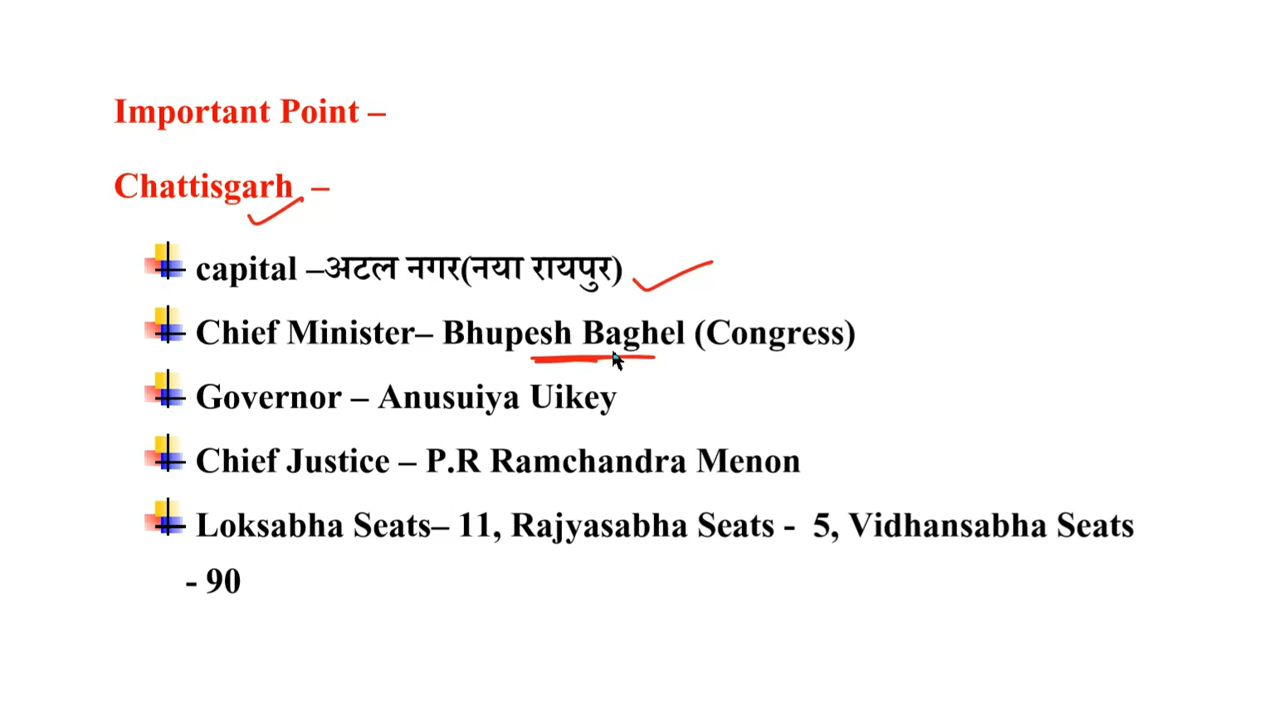 Important Point –
Chattisgarh –
capital –अटल नगर(नया रायपुर)
Chief Minister– Bhupesh Baghel (Congress)
Governor – Anusuiya Uikey
Chief Justice – P.R Ramchandra Menon
Loksabha Seats– 11, Rajyasabha Seats - 5, Vidhansabha Seats
- 90